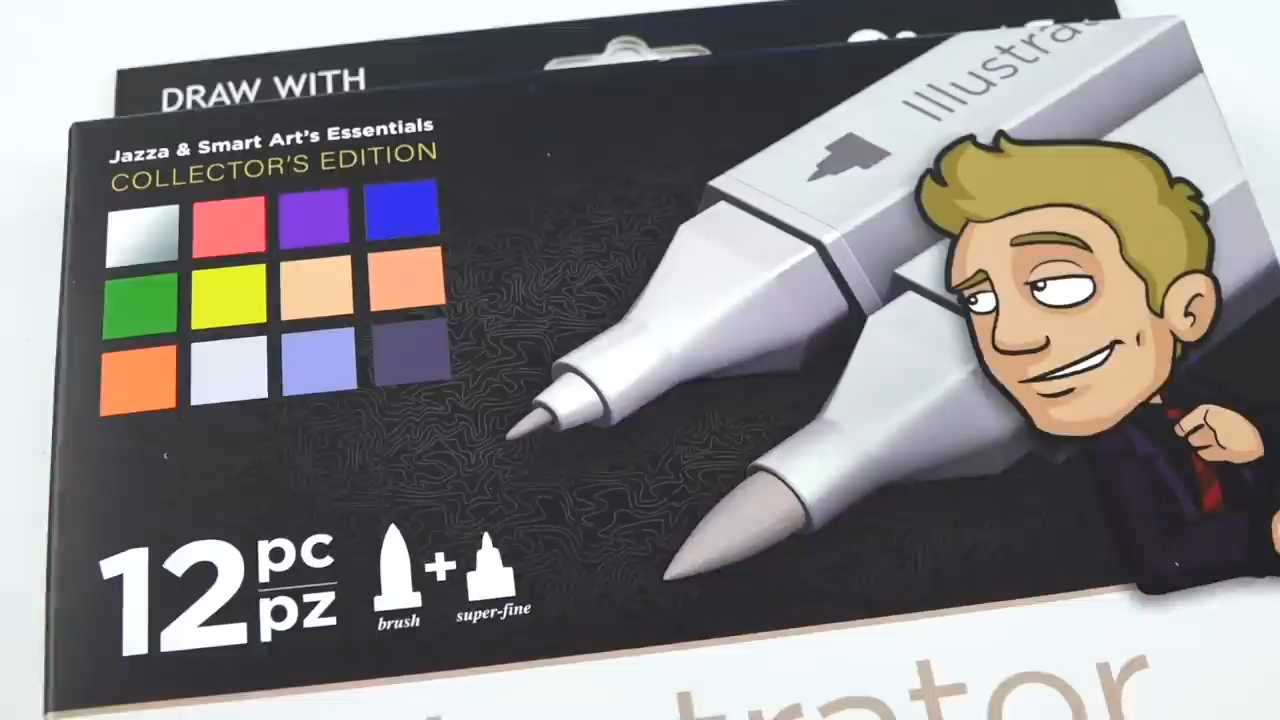 DRAW WITH
Jazza & Smart Art's Essentials
COLLECTOR'S EDITION
12 pc
pz
brush + super-fine